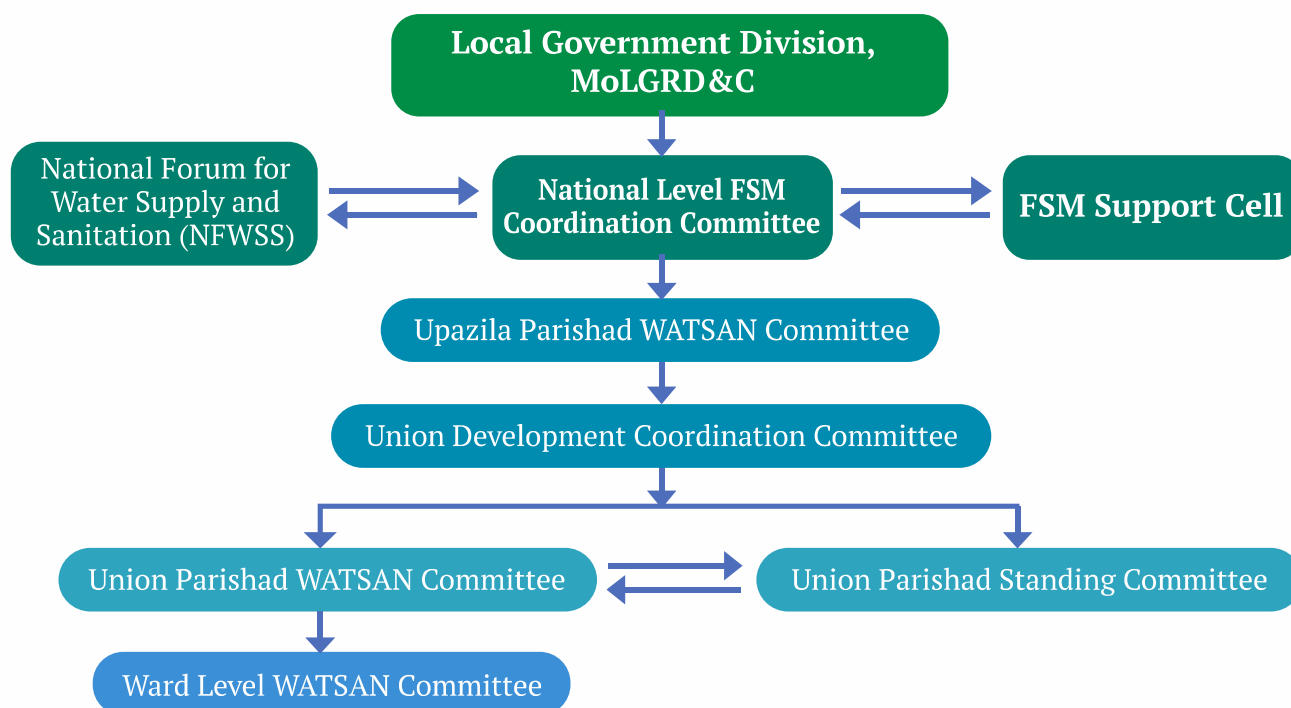 Local Government Division,
MoLGRD&C
National Forum for
Water Supply and
Sanitation (NFWSS)
National Level FSM
Coordination Committee
FSM Support Cell
Upazila Parishad WATSAN Committee
Union Development Coordination Committee
Union Parishad WATSAN Committee
Union Parishad Standing Committee
Ward Level WATSAN Committee